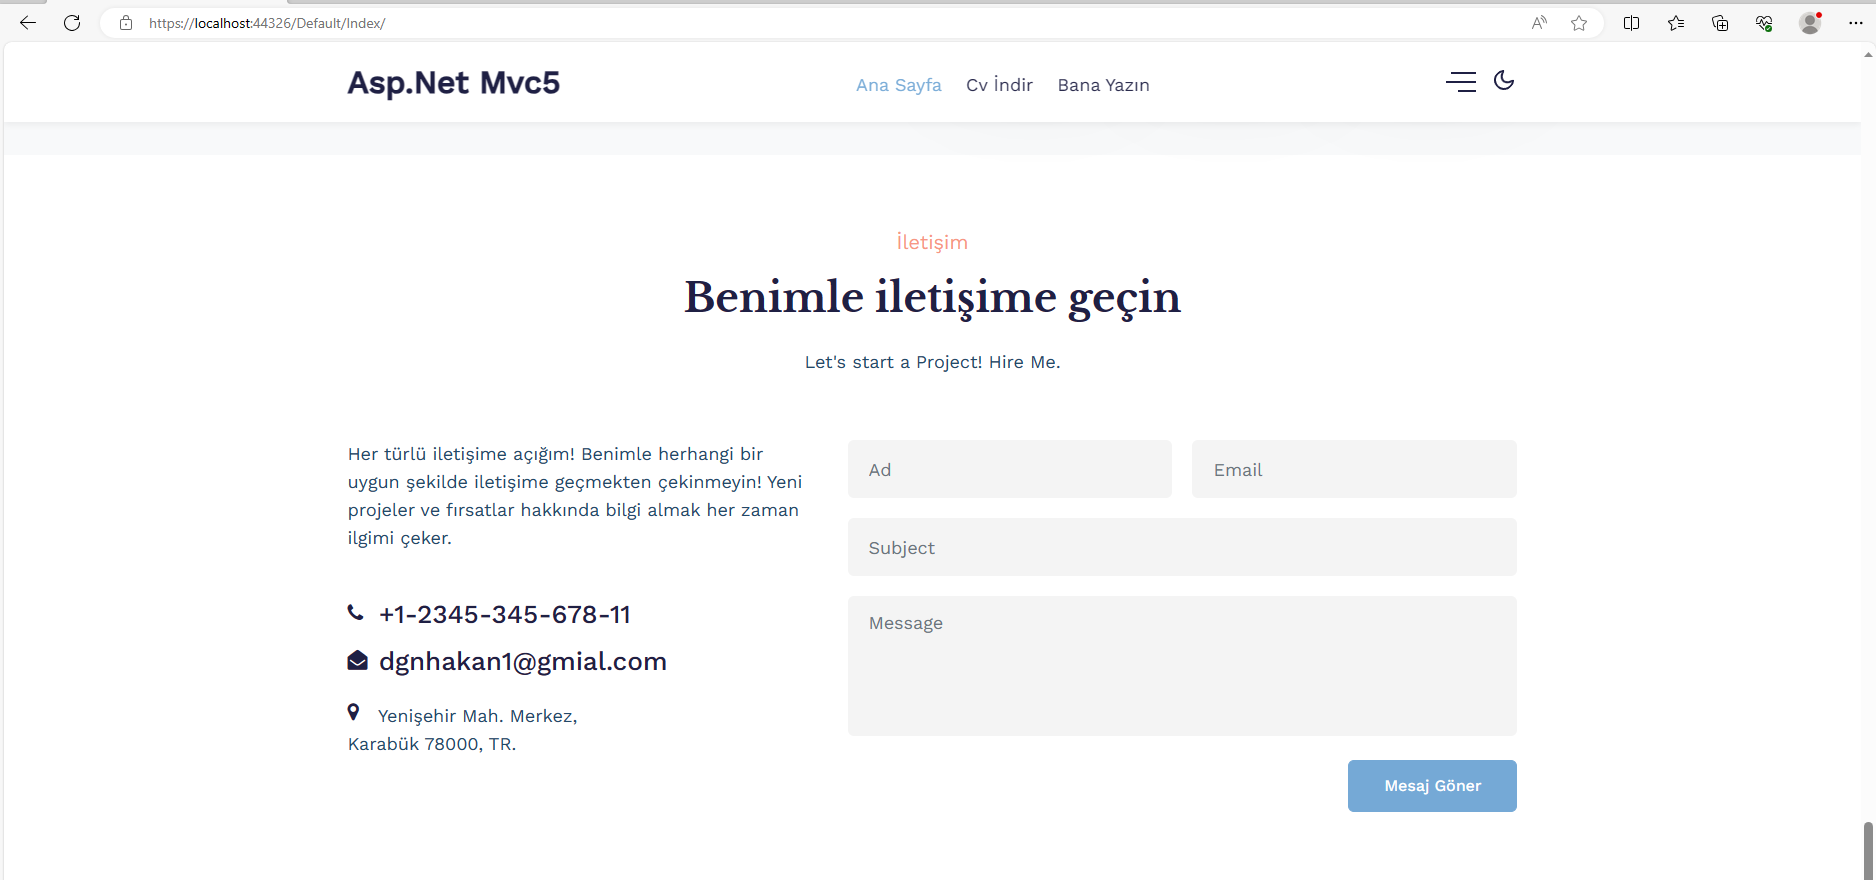 https://localhost:44326/Default/Index/
Asp.Net Mvc5
Ana Sayfa
Cv İndir
Bana Yazın
İletişim
Benimle iletişime geçin
Let's start a Project! Hire Me.
Her türlü iletişime açığım! Benimle herhangi bir
uygun şekilde iletişime geçmekten çekinmeyin! Yeni
projeler ve fırsatlar hakkında bilgi almak her zaman
ilgimi çeker.
+1-2345-345-678-11
dgnhakan1@gmial.com
Yenişehir Mah. Merkez,
Karabük 78000, TR.
Ad
Email
Subject
Message
Mesaj Göner